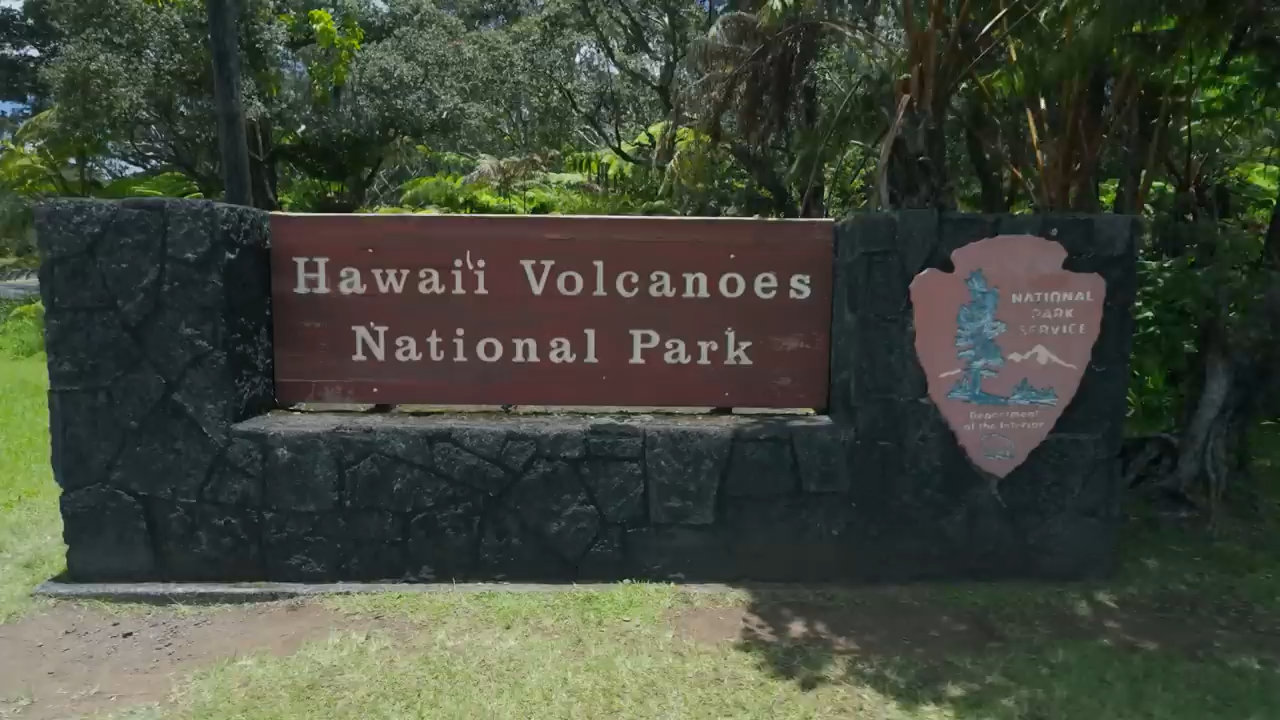 Hawaiʻi Volcanoes
National Park
NATIONAL
PARK
SERVICE
Department
of the Interior